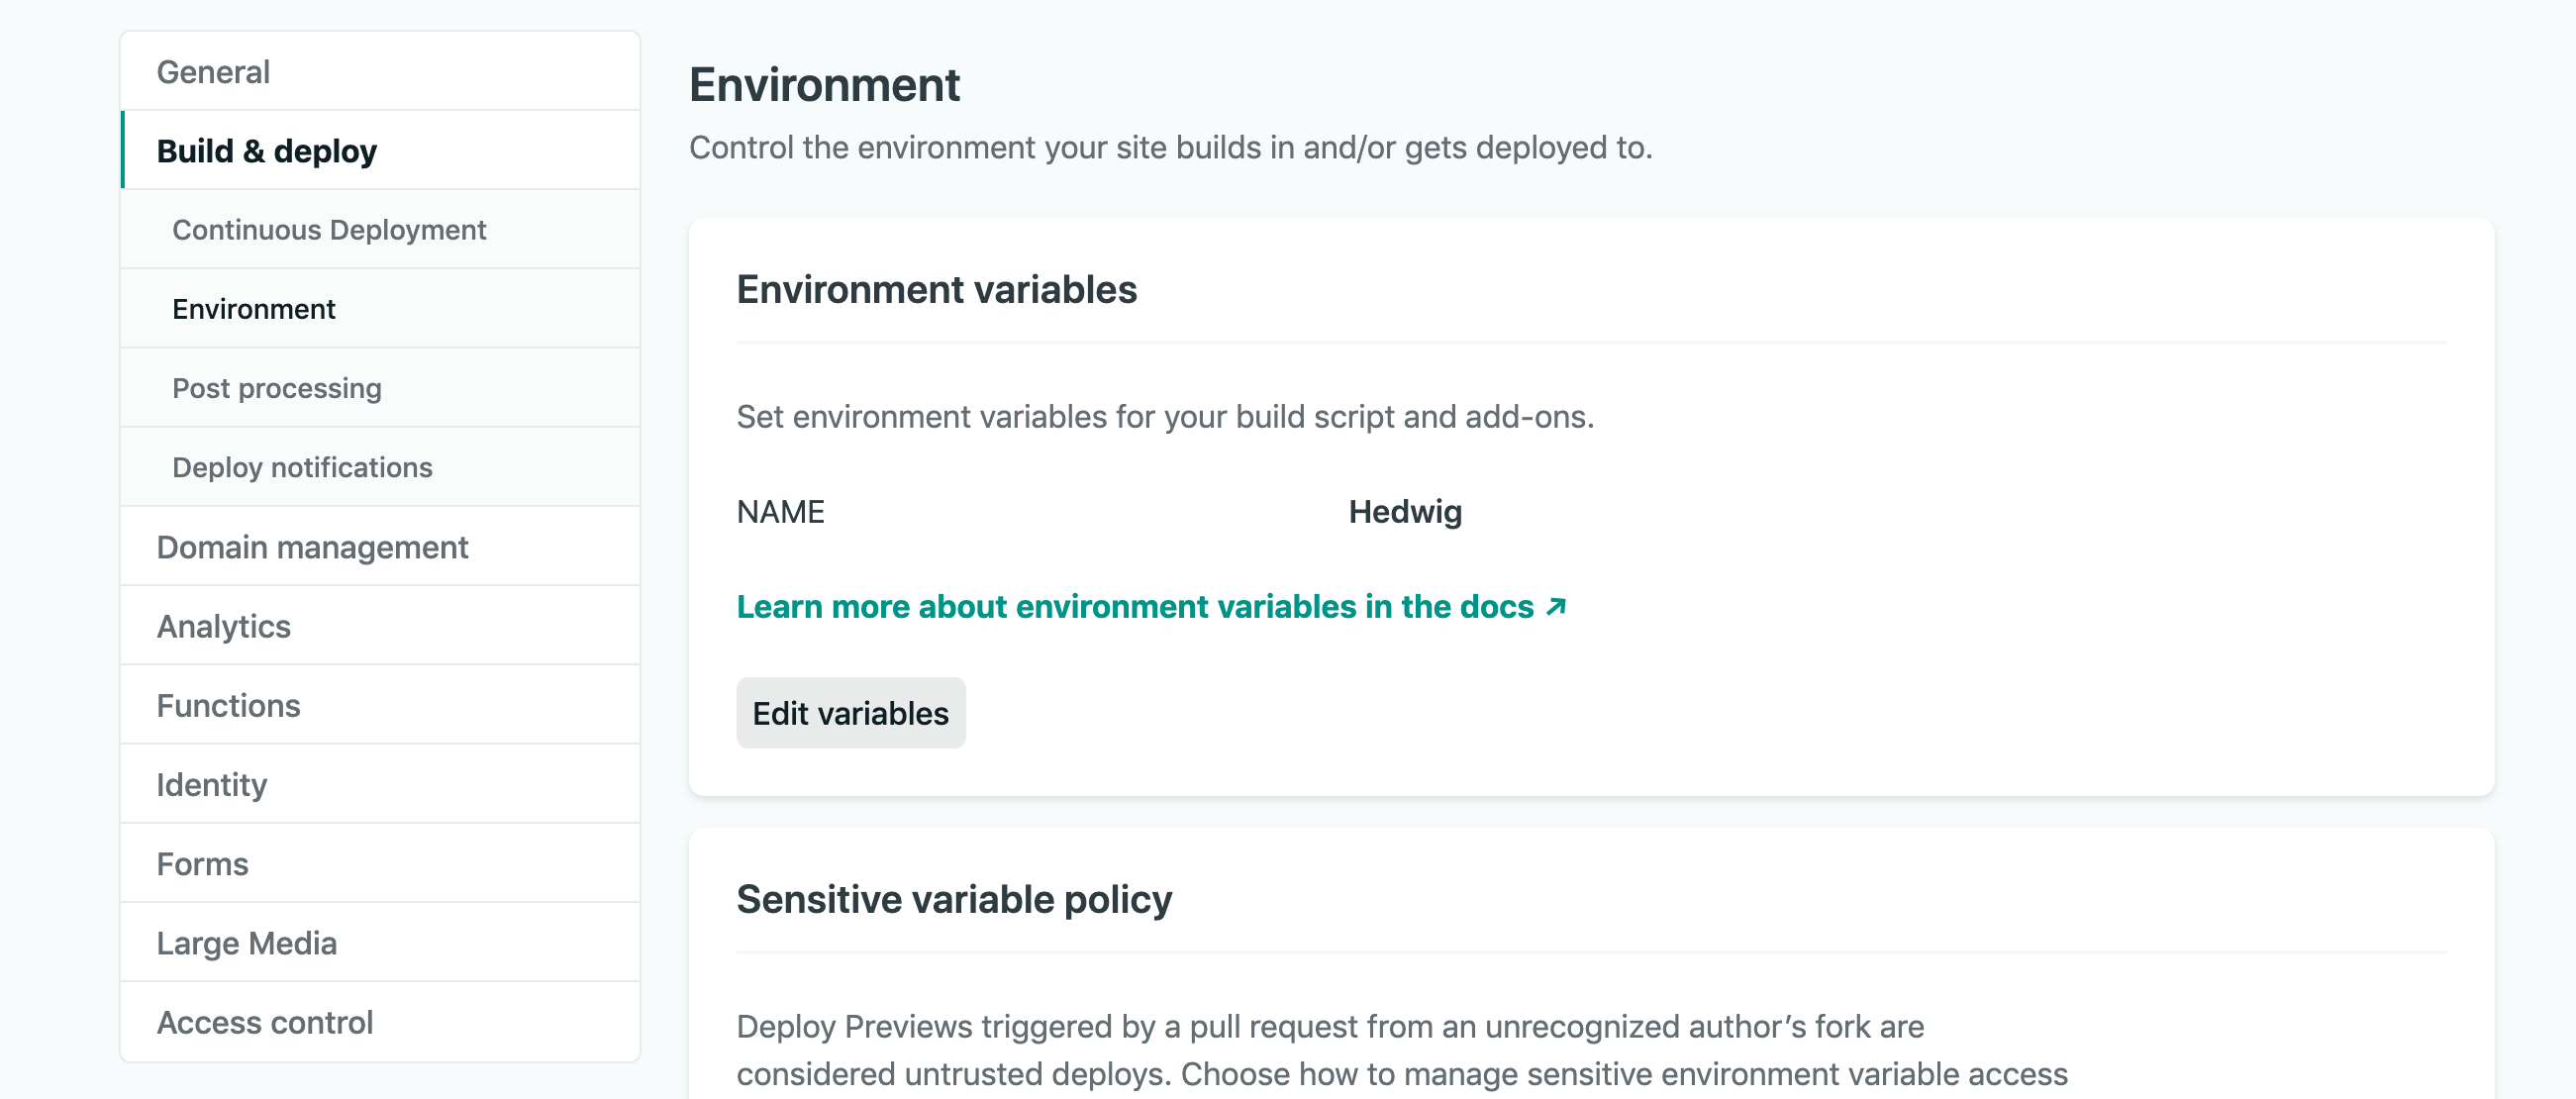 General
Build & deploy
Continuous Deployment
Environment
Post processing
Deploy notifications
Domain management
Analytics
Functions
Identity
Forms
Large Media
Access control
Environment
Control the environment your site builds in and/or gets deployed to.
Environment variables
Set environment variables for your build script and add-ons.
NAME Hedwig
Learn more about environment variables in the docs ↗
Edit variables
Sensitive variable policy
Deploy Previews triggered by a pull request from an unrecognized author’s fork are
considered untrusted deploys. Choose how to manage sensitive environment variable access